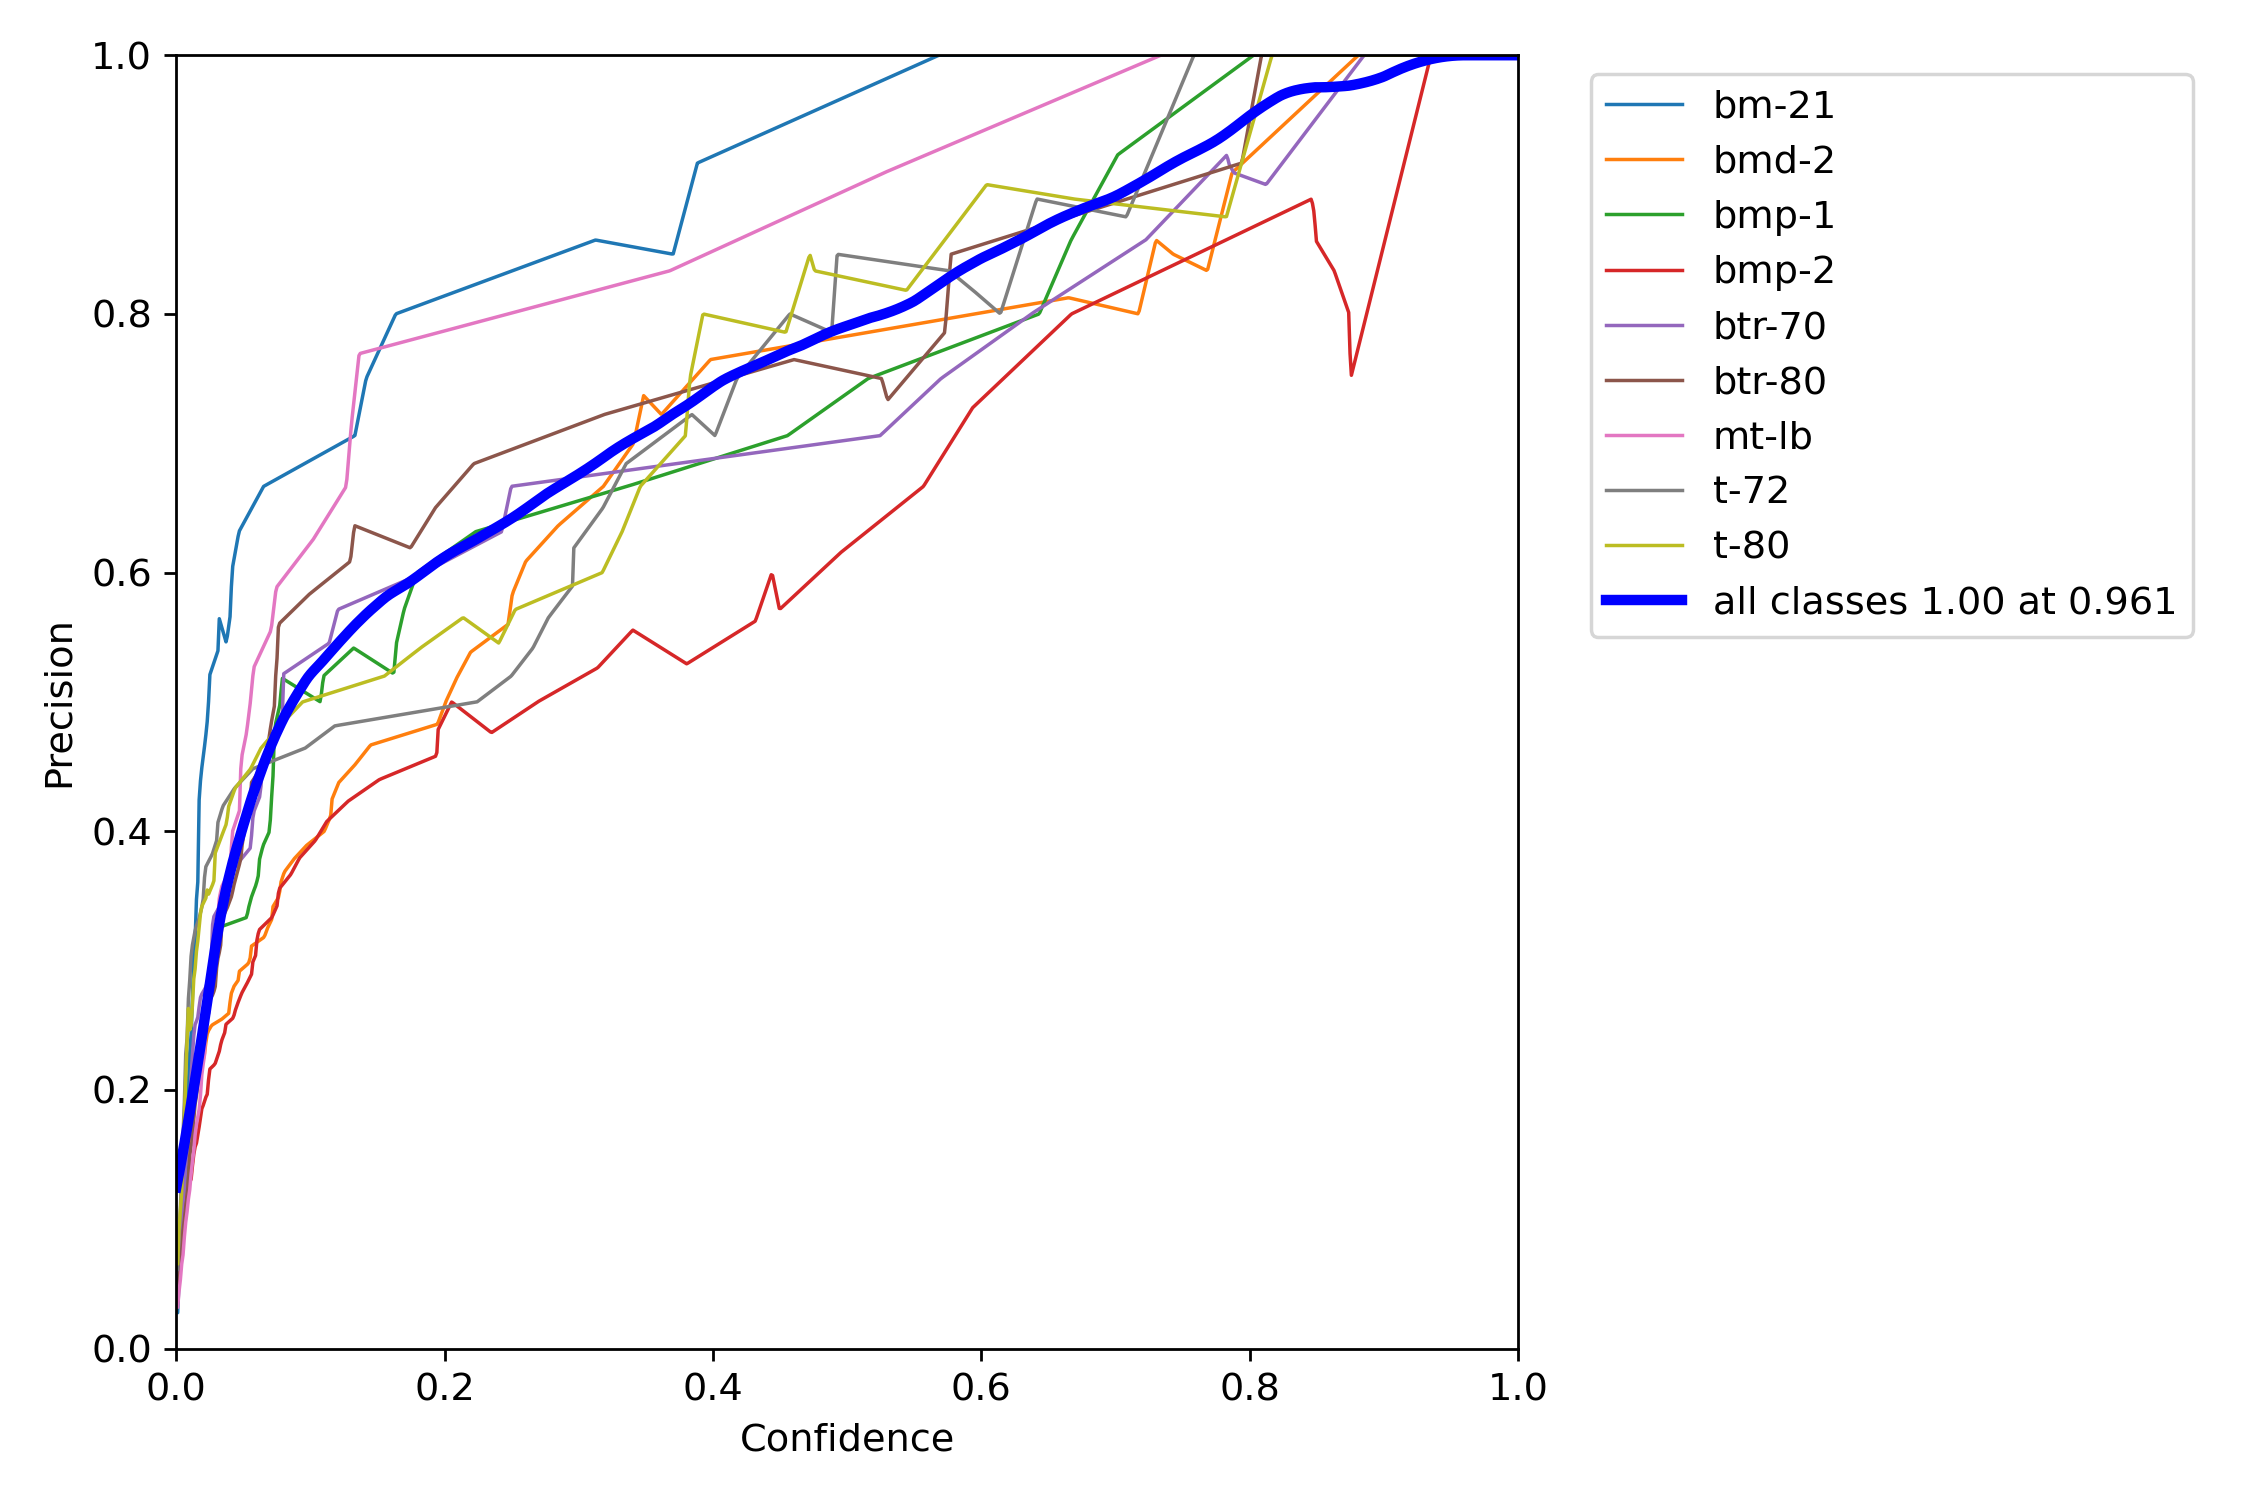 1.0
0.8
0.6
0.4
0.2
0.0
Precision
0.0 0.2 0.4 0.6 0.8 1.0
Confidence
bm-21
bmd-2
bmp-1
bmp-2
btr-70
btr-80
mt-lb
t-72
t-80
all classes 1.00 at 0.961